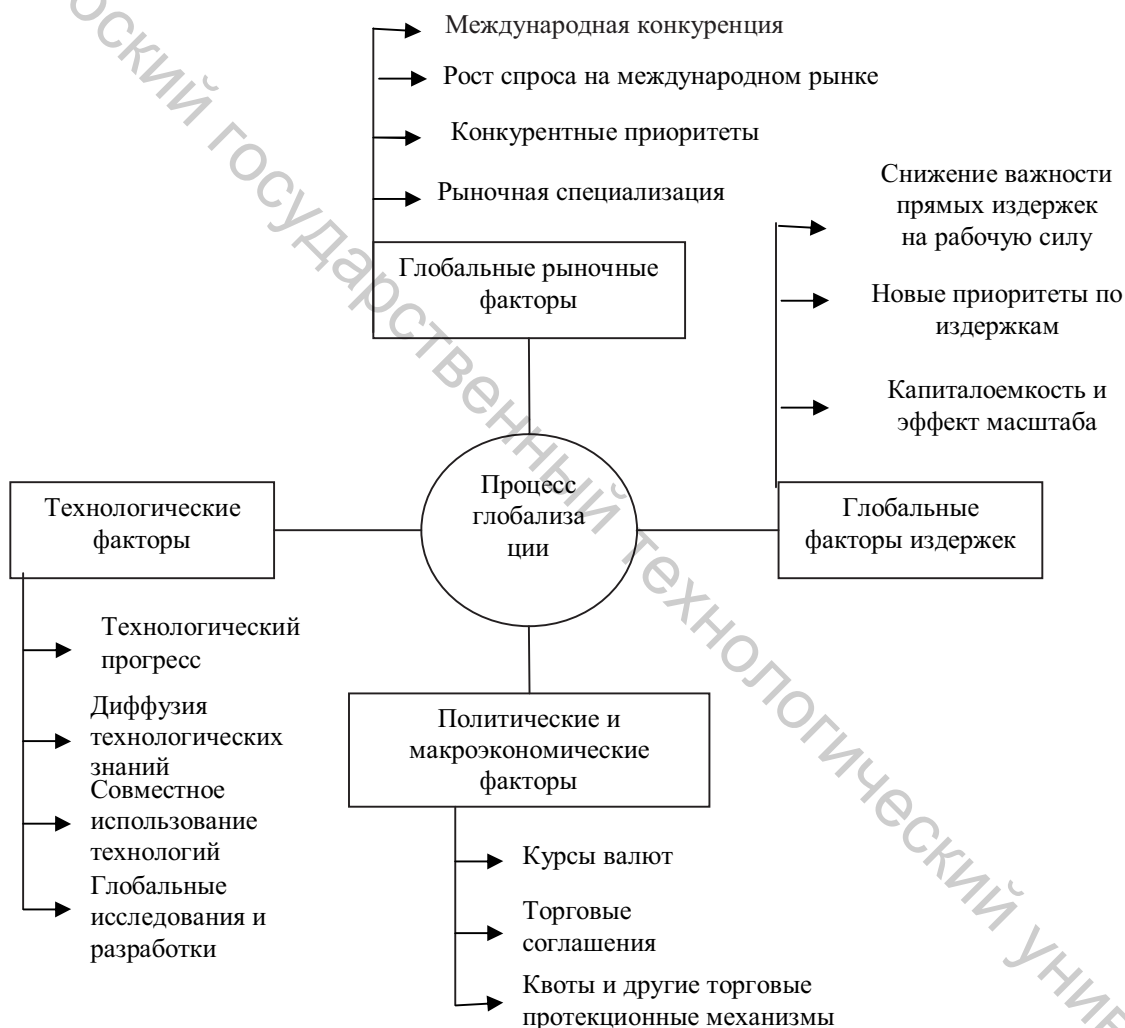 Международная конкуренция
Рост спроса на международном рынке
Конкурентные приоритеты
Рыночная специализация
Глобальные рыночные
факторы
Снижение важности
прямых издержек
на рабочую силу
Новые приоритеты по
издержкам
Капиталоемкость и
эффект масштаба
Глобальные
факторы издержек
Процесс
глобализа
ции
Технологические
факторы
Технологический
прогресс
Диффузия
технологических
знаний
Совместное
использование
технологий
Глобальные
исследования и
разработки
Политические и
макроэкономические
факторы
Курсы валют
Торговые
соглашения
Квоты и другие торговые
протекционные механизмы
государственный технологический